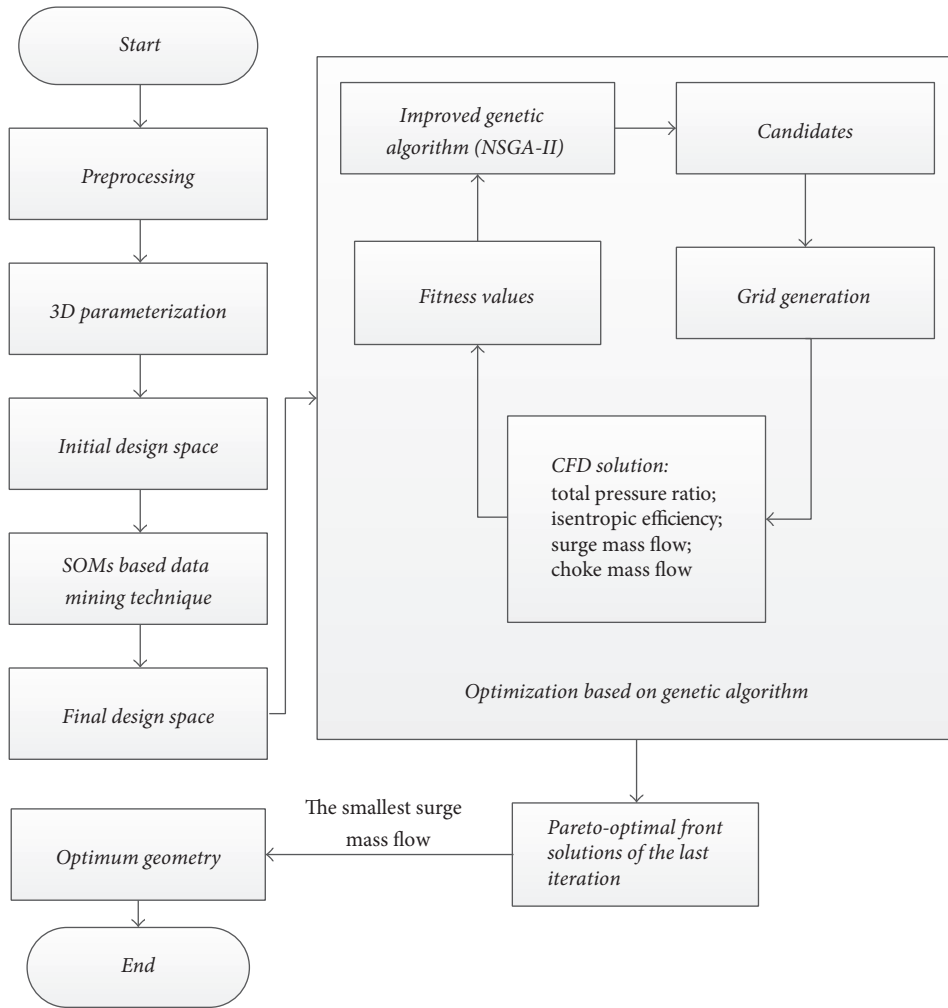 Start
Preprocessing
3D parameterization
Initial design space
SOMs based data
mining technique
Final design space
Improved genetic
algorithm (NSGA-II)
Candidates
Fitness values
Grid generation
CFD solution:
total pressure ratio;
isentropic efficiency;
surge mass flow;
choke mass flow
Optimization based on genetic algorithm
Pareto-optimal front
solutions of the last
iteration
The smallest surge
mass flow
Optimum geometry
End